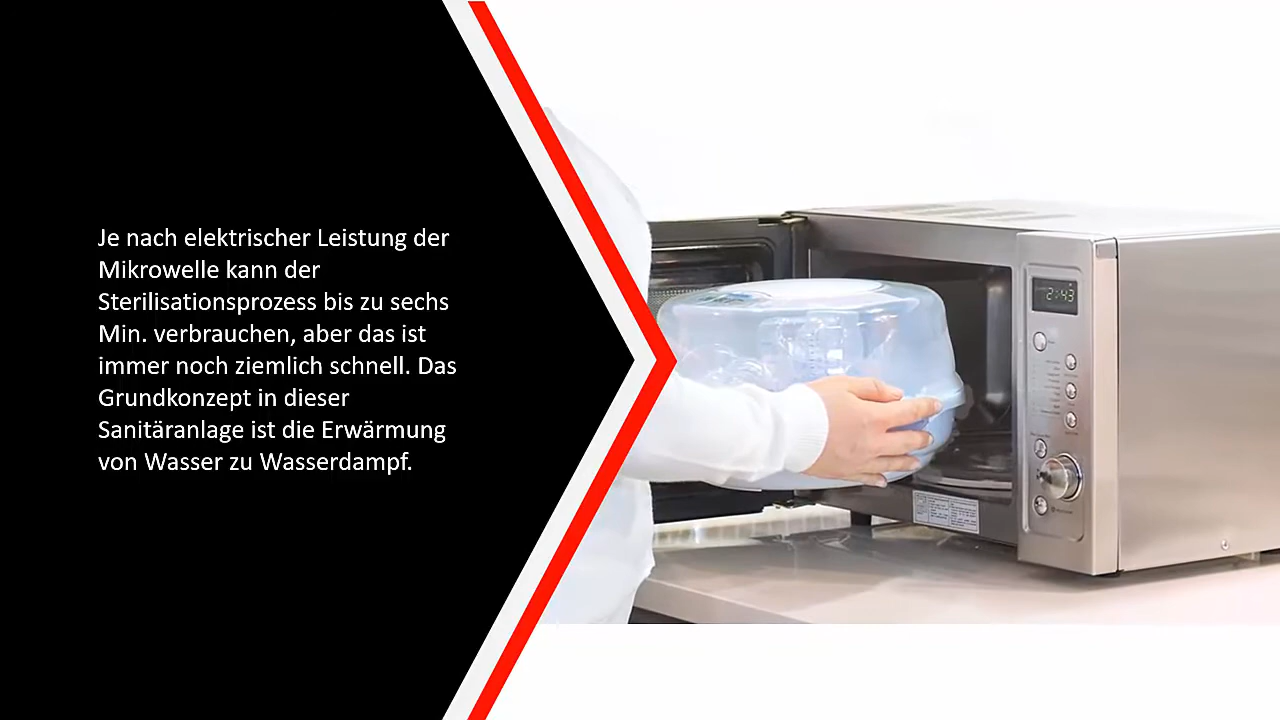 Je nach elektrischer Leistung der
Mikrowelle kann der
Sterilisationsprozess bis zu sechs
Min. verbrauchen, aber das ist
immer noch ziemlich schnell. Das
Grundkonzept in dieser
Sanitäranlage ist die Erwärmung
von Wasser zu Wasserdampf.
2:43